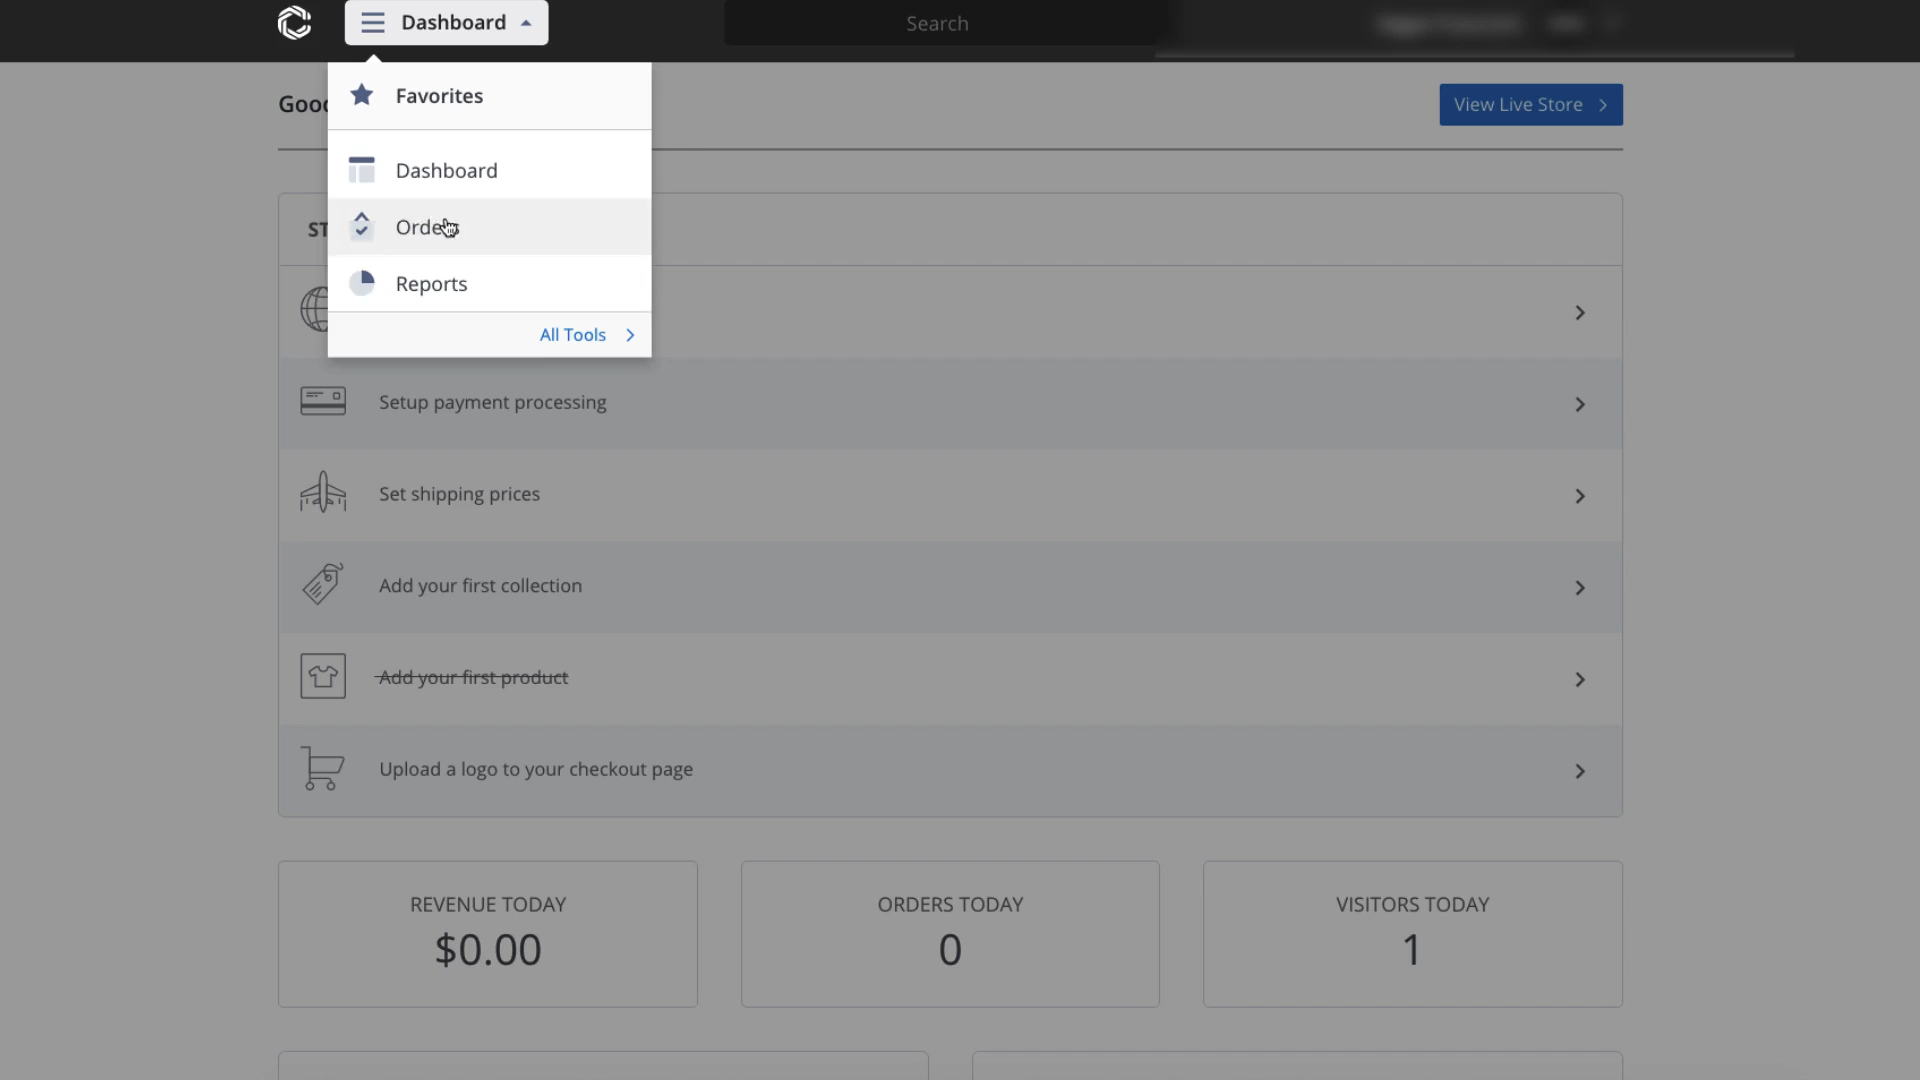 Dashboard
Search
Favorites
Dashboard
Reports
All Tools
View Live Store
Setup payment processing
Set shipping prices
Add your first collection
Add your first product
Upload a logo to your checkout page
REVENUE TODAY
$0.00
ORDERS TODAY
0
VISITORS TODAY
1